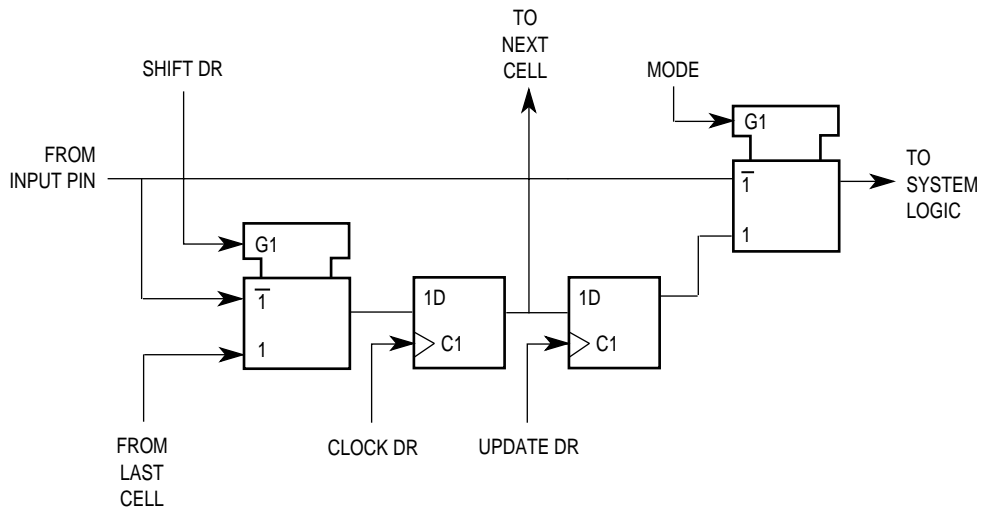 TO
NEXT
CELL
SHIFT DR
MODE
G1
FROM
INPUT PIN
1̅
TO
SYSTEM
LOGIC
1
G1
1̅
1
1D
C1
1D
C1
FROM
LAST
CELL
CLOCK DR
UPDATE DR